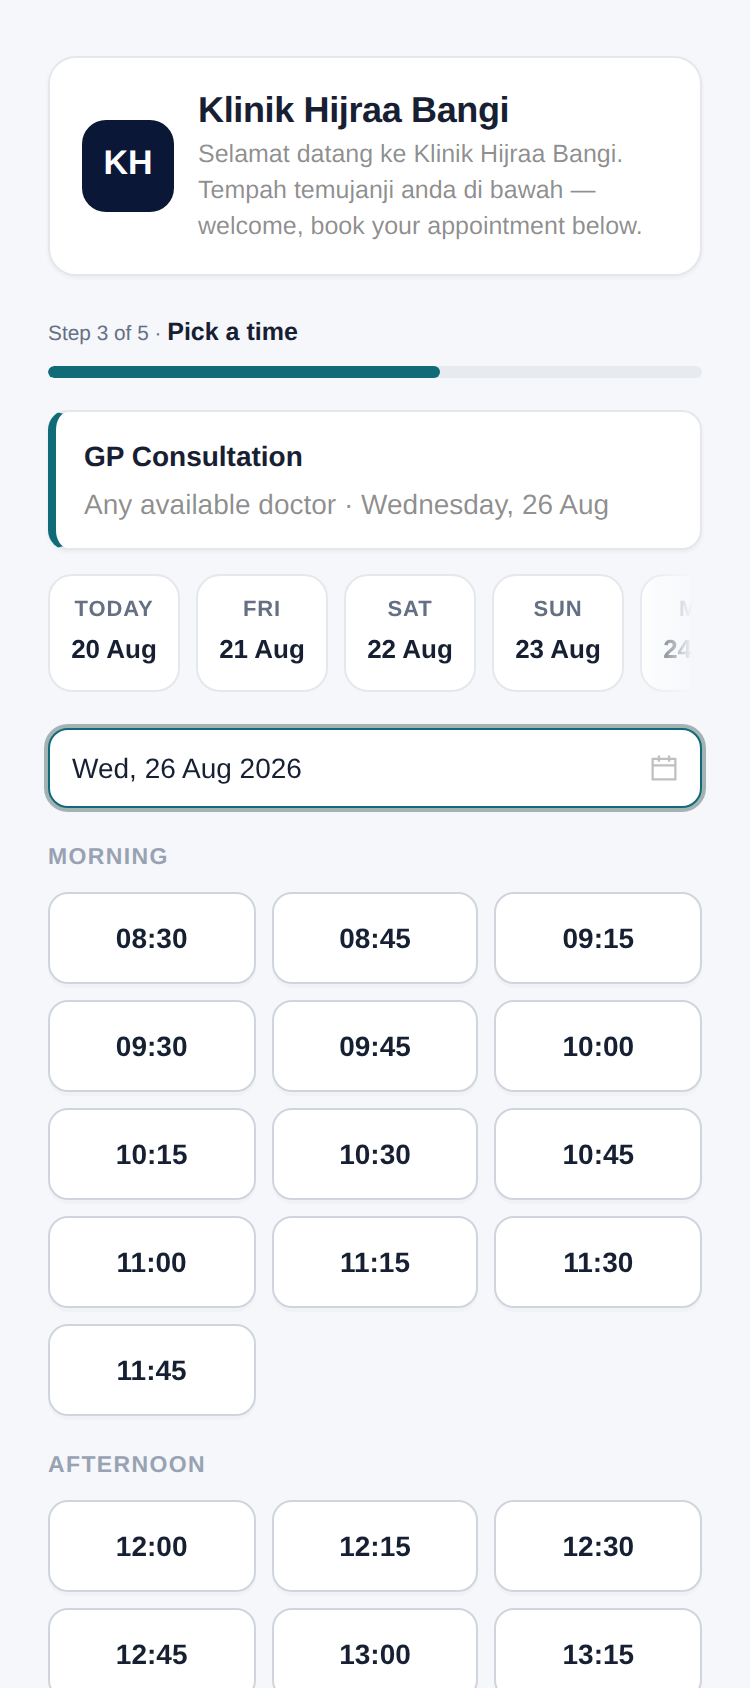 KH
Klinik Hijraa Bangi
Selamat datang ke Klinik Hijraa Bangi.
Tempah temujanji anda di bawah —
welcome, book your appointment below.
Step 3 of 5 · Pick a time
GP Consultation
Any available doctor · Wednesday, 26 Aug
TODAY
20 Aug
FRI
21 Aug
SAT
22 Aug
SUN
23 Aug
24
Wed, 26 Aug 2026
MORNING
08:30 08:45 09:15
09:30 09:45 10:00
10:15 10:30 10:45
11:00 11:15 11:30
11:45
AFTERNOON
12:00 12:15 12:30
12:45 13:00 13:15